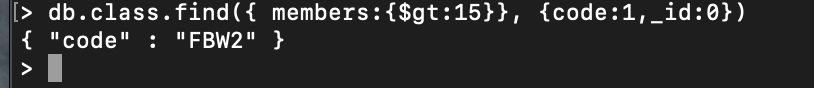 [> db.class.find({ members:{$gt:15}}, {code:1,_id:0})
{ "code" : "FBW2" }
>